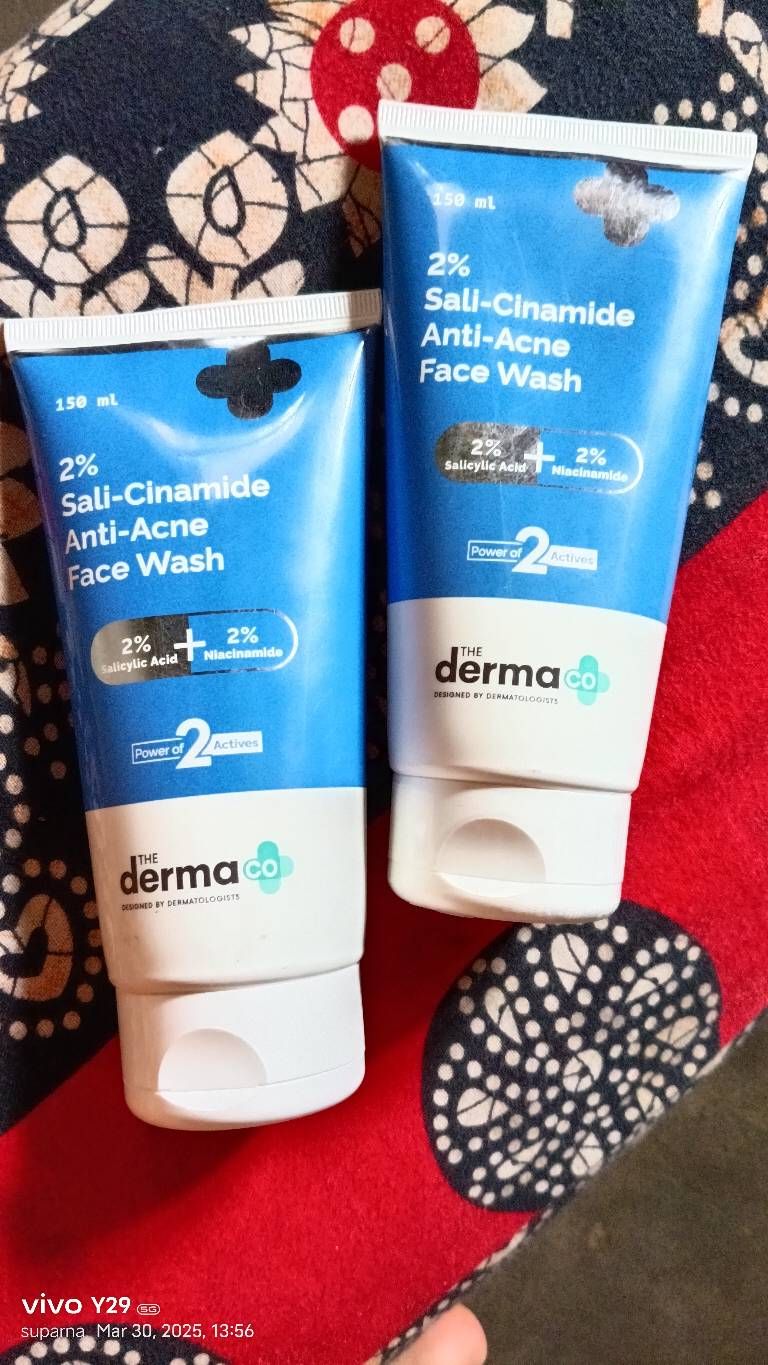 150 ml
2%
Sali-Cinamide
Anti-Acne
Face Wash
2% + 2%
Salicylic Acid Niacinamide
Power of 2 Actives
THE
derma co
DESIGNED BY DERMATOLOGISTS
150 ml
2%
Sali-Cinamide
Anti-Acne
Face Wash
2% + 2%
Salicylic Acid Niacinamide
Power of 2 Actives
THE
derma co
DESIGNED BY DERMATOLOGISTS
vivo Y29 5G
suparna Mar 30, 2025, 13:56